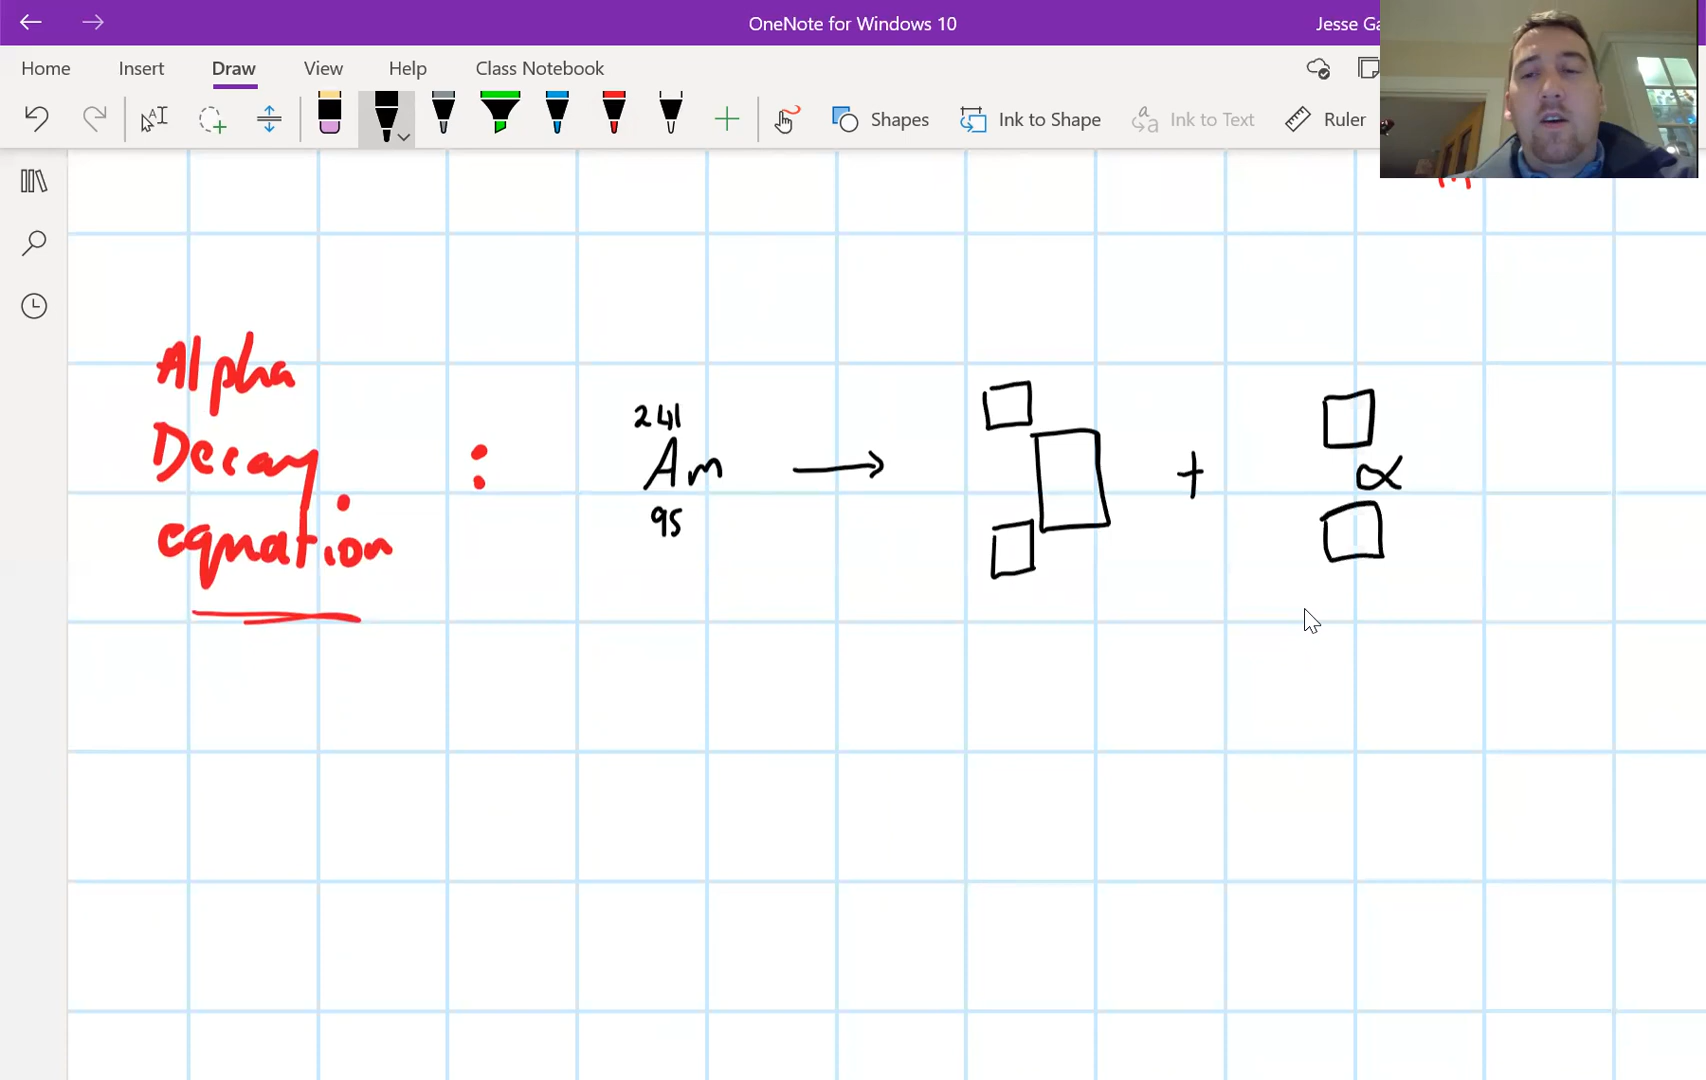 OneNote for Windows 10
Jesse Ga
Home Insert Draw View Help Class Notebook
Shapes Ink to Shape Ink to Text Ruler
Alpha
Decay
equation
:
241
Am
95
→
+
α